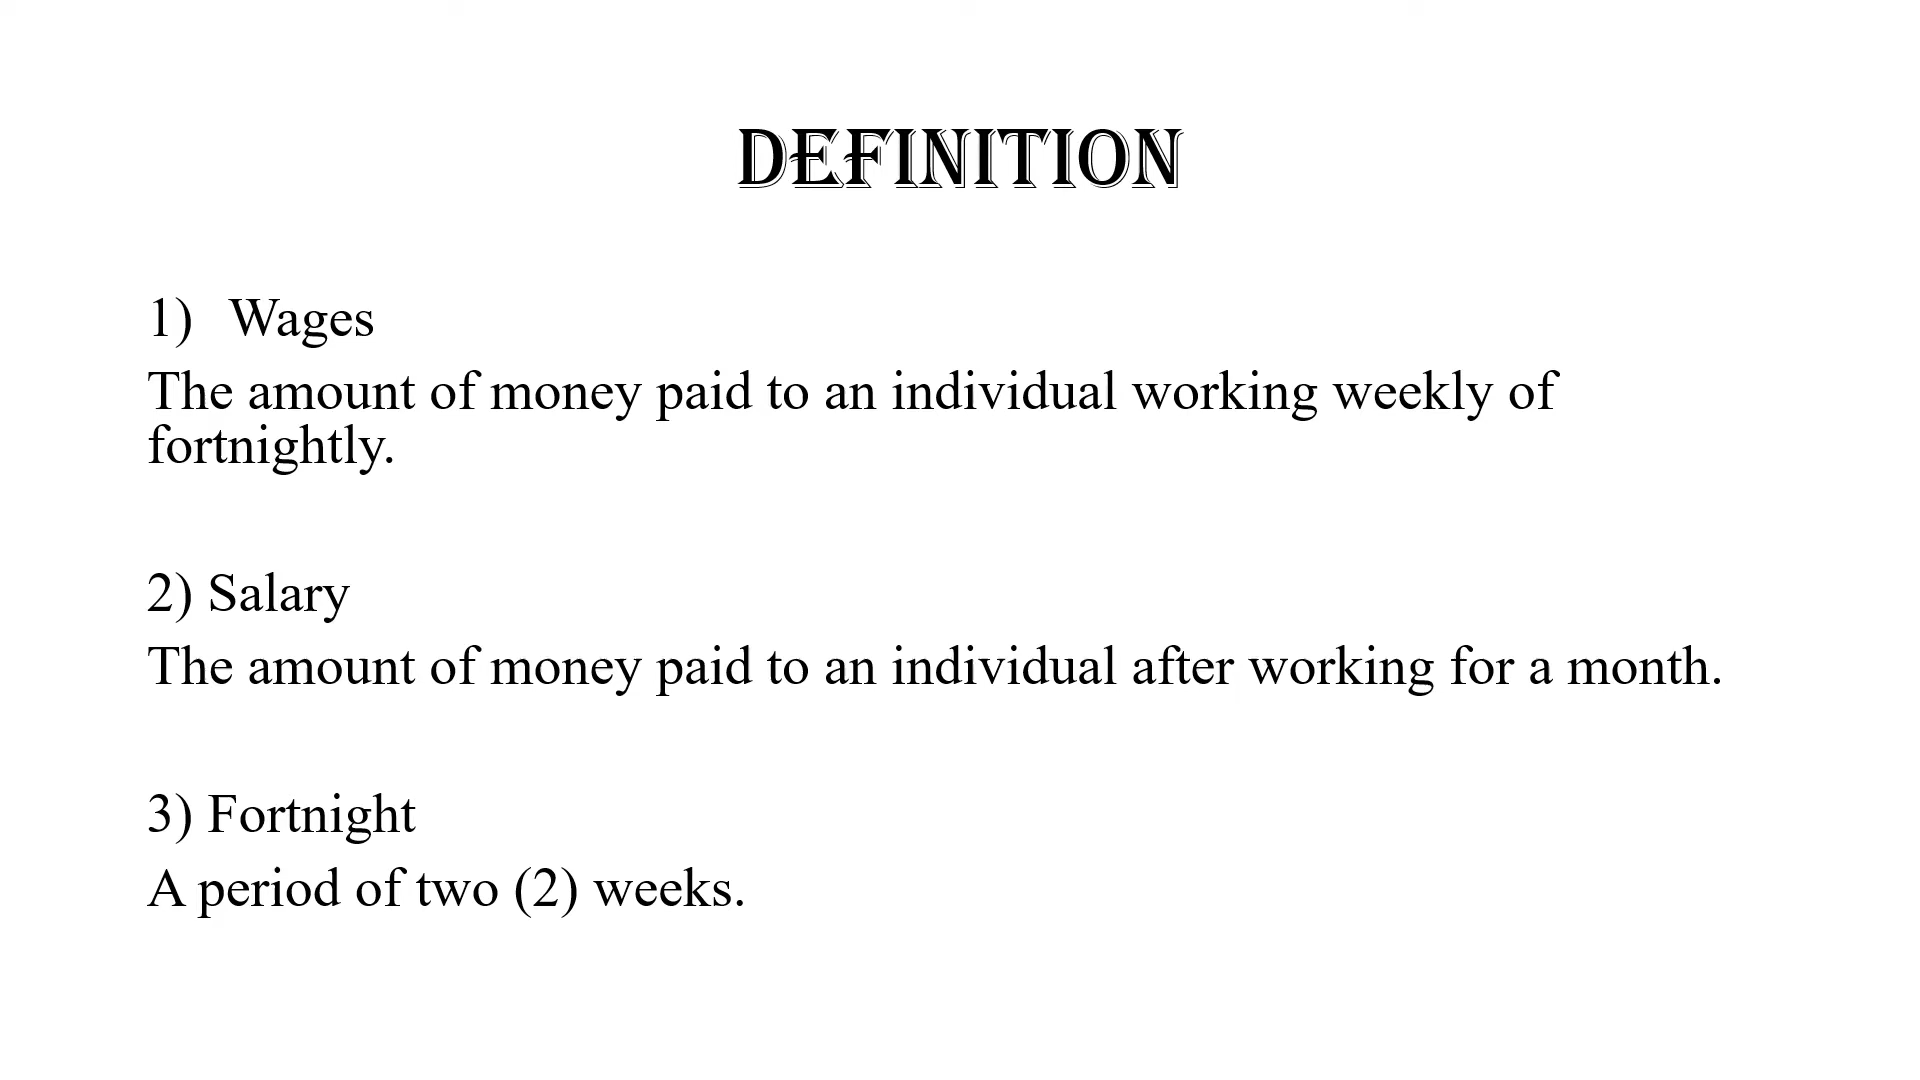 DEFINITION
1) Wages
The amount of money paid to an individual working weekly of
fortnightly.
2) Salary
The amount of money paid to an individual after working for a month.
3) Fortnight
A period of two (2) weeks.